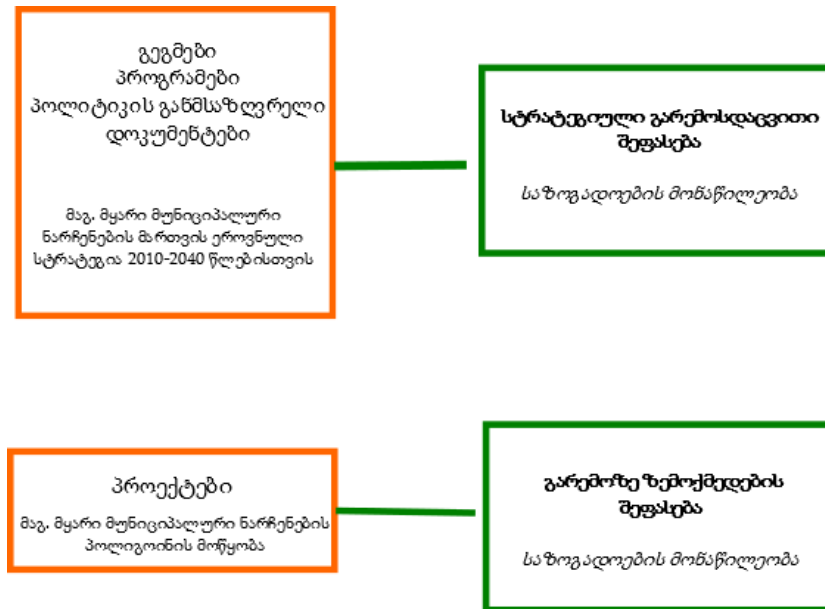 გეგმები
პროგრამები
პოლიტიკის განმსაზღვრელი
დოკუმენტები
მაგ. მყარი მუნიციპალური
ნარჩენების მართვის ეროვნული
სტრატეგია 2010-2040 წლებისთვის
სტრატეგიული გარემოსდაცვითი
შეფასება
საზოგადოების მონაწილეობა
პროექტები
მაგ. მყარი მუნიციპალური ნარჩენების
პოლიგოინის მოწყობა
გარემოზე ზემოქმედების
შეფასება
საზოგადოების მონაწილეობა